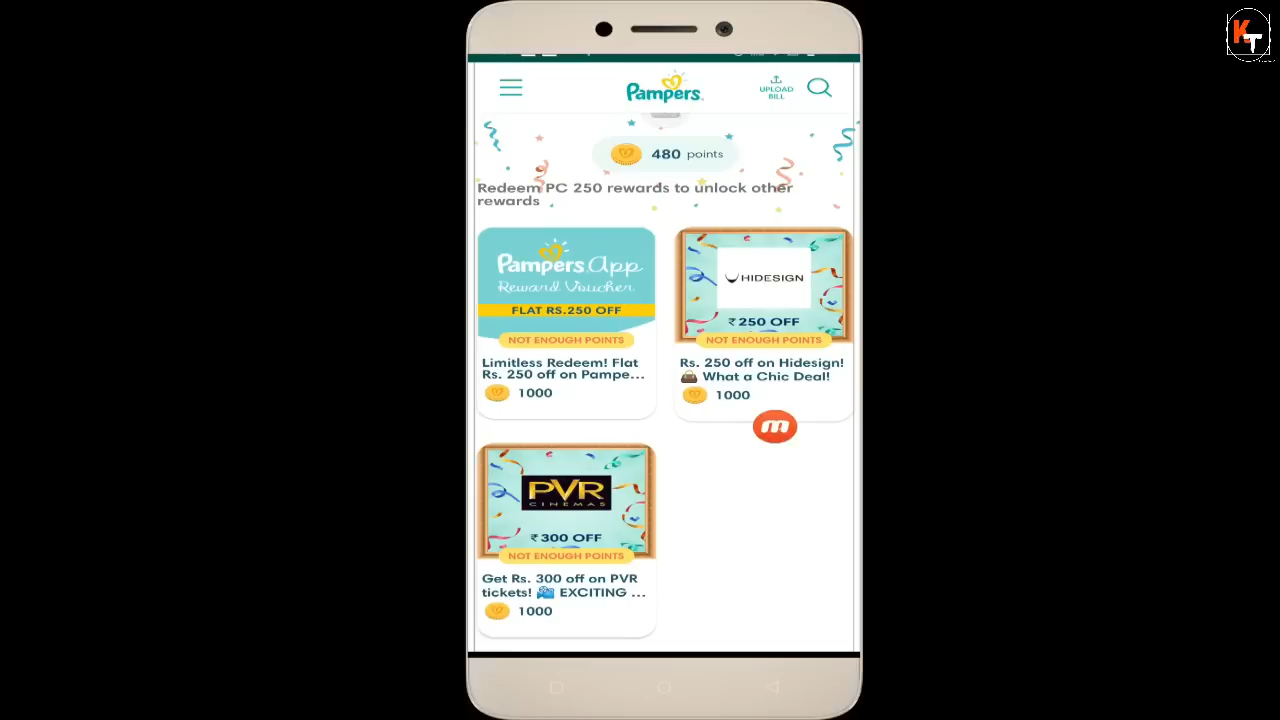 KT
Pampers
UPLOAD
BILL
480 points
Redeem PC 250 rewards to unlock other
rewards
Pampers App
Reward Voucher
FLAT RS.250 OFF
NOT ENOUGH POINTS
Limitless Redeem! Flat
Rs. 250 off on Pampe...
1000
HIDESIGN
₹250 OFF
NOT ENOUGH POINTS
Rs. 250 off on Hidesign!
👜 What a Chic Deal!
1000
m
PVR
CINEMAS
₹300 OFF
NOT ENOUGH POINTS
Get Rs. 300 off on PVR
tickets! 🎥 EXCITING ...
1000